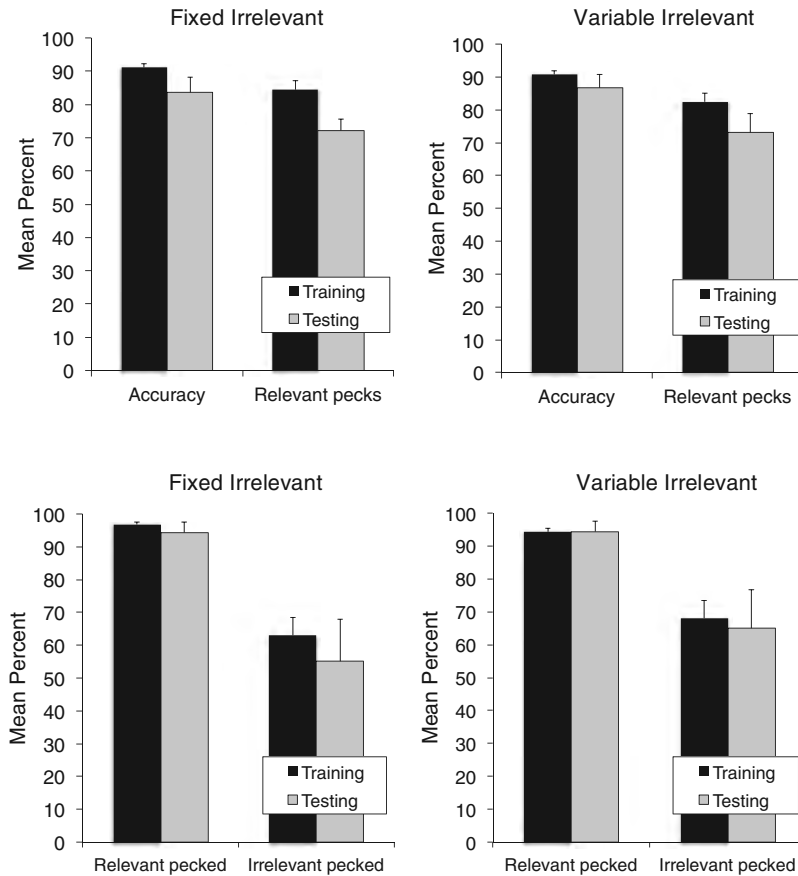 Fixed Irrelevant
Mean Percent
100
90
80
70
60
50
40
30
20
10
0
Training
Testing
Accuracy Relevant pecks
Variable Irrelevant
Mean Percent
100
90
80
70
60
50
40
30
20
10
0
Training
Testing
Accuracy Relevant pecks
Fixed Irrelevant
Mean Percent
100
90
80
70
60
50
40
30
20
10
0
Training
Testing
Relevant pecked Irrelevant pecked
Variable Irrelevant
Mean Percent
100
90
80
70
60
50
40
30
20
10
0
Training
Testing
Relevant pecked Irrelevant pecked